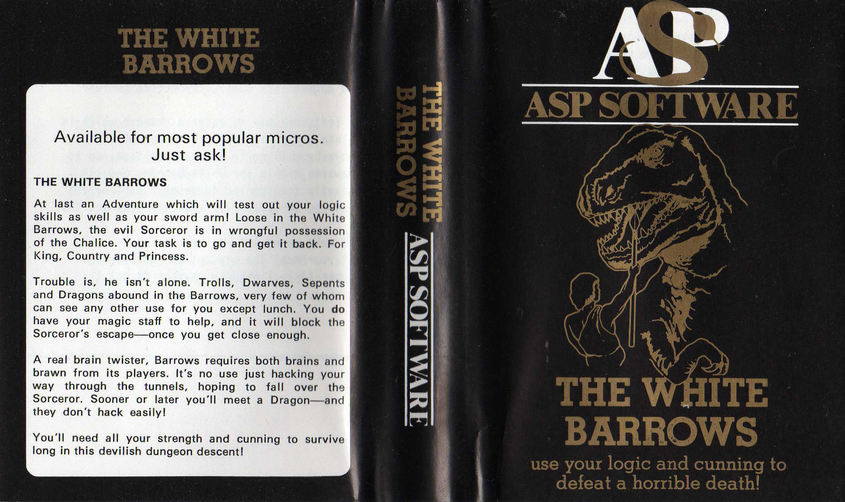 THE WHITE
BARROWS
Available for most popular micros.
Just ask!
THE WHITE BARROWS
At last an Adventure which will test out your logic
skills as well as your sword arm! Loose in the White
Barrows, the evil Sorceror is in wrongful possession
of the Chalice. Your task is to go and get it back. For
King, Country and Princess.
Trouble is, he isn't alone. Trolls, Dwarves, Sepents
and Dragons abound in the Barrows, very few of whom
can see any other use for you except lunch. You do
have your magic staff to help, and it will block the
Sorceror's escape—once you get close enough.
A real brain twister, Barrows requires both brains and
brawn from its players. It's no use just hacking your
way through the tunnels, hoping to fall over the
Sorceror. Sooner or later you'll meet a Dragon—and
they don't hack easily!
You'll need all your strength and cunning to survive
long in this devilish dungeon descent!
THE WHITE
BARROWS
ASP SOFTWARE
ASP
ASP SOFTWARE
THE WHITE
BARROWS
use your logic and cunning to
defeat a horrible death!